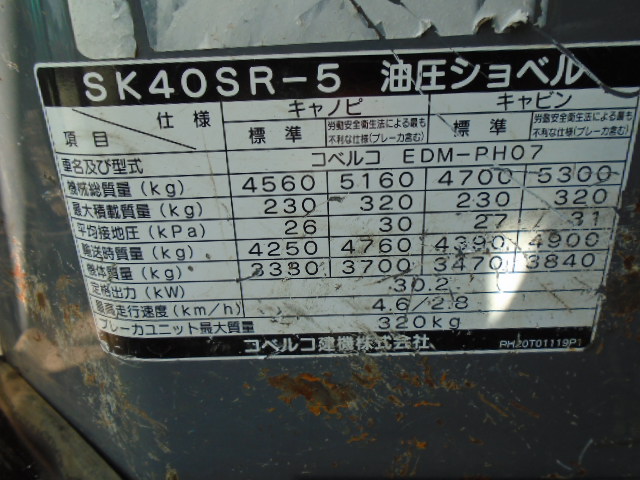 SK40SR-5 油圧ショベル
項目 仕様 キャノピ キャビン
標準 労働安全衛生法による最も不利な仕様(ブレーカ含む) 標準 労働安全衛生法による最も不利な仕様(ブレーカ含む)
車名及び型式 コベルコ EDM-PH07
機械総質量(kg) 4560 5160 4700 5300
最大積載質量(kg) 230 320 230 320
平均接地圧(kPa) 26 30 27 31
輸送時質量(kg) 4250 4760 4390 4900
機体質量(kg) 3330 3700 3470 3840
定格出力(kW) 30.2
最高走行速度(km/h) 4.6/2.8
ブレーカユニット最大質量 320kg
コベルコ建機株式会社 PH20T01119P1